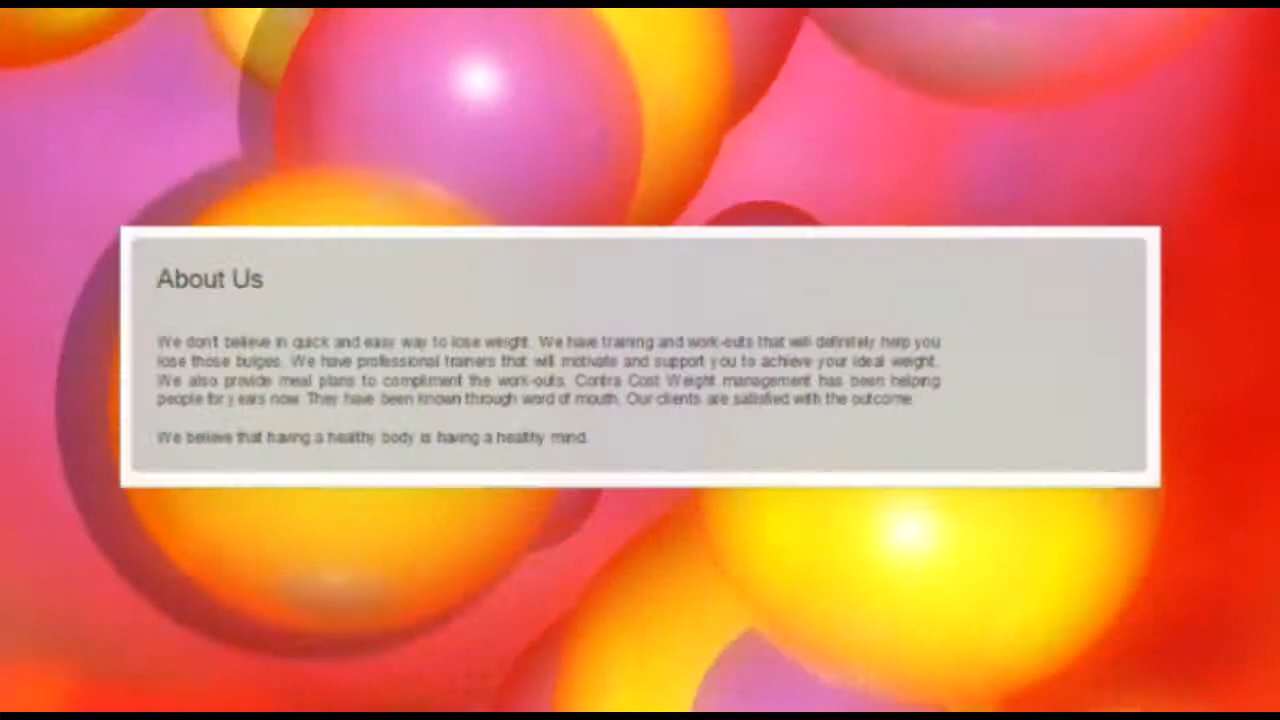 About Us
We don't believe in quick and easy way to lose weight. We have training and work-outs that will definitely help you
lose those bulges. We have professional trainers that will motivate and support you to achieve your ideal weight.
We also provide meal plans to compliment the work-outs. Contra Cost Weight management has been helping
people for years now. They have been known through word of mouth. Our clients are satisfied with the outcome.
We believe that having a healthy body is having a healthy mind.